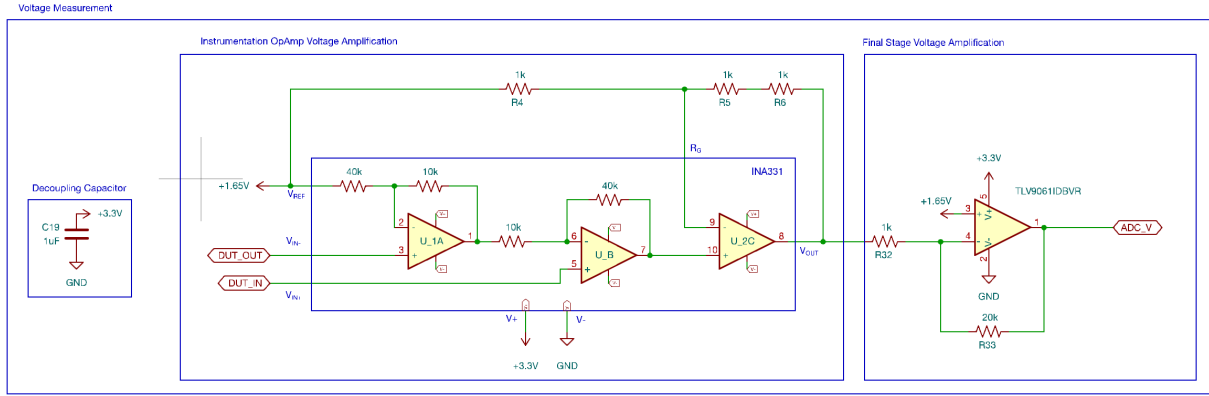 Voltage Measurement
Instrumentation OpAmp Voltage Amplification
Final Stage Voltage Amplification
1k
R4
1k
R5
1k
R6
RG
INA331
+1.65V
VREF
40k
10k
40k
10k
2
3
1
U_1A
6
5
7
U_B
9
10
8
U_2C
VIN-
DUT_OUT
DUT_IN
VIN+
VOUT
V+
V-
+3.3V
GND
Decoupling Capacitor
C19
1uF
+3.3V
GND
+3.3V
TLV9061IDBVR
+1.65V
5
V+
3
4
V-
1
2
1k
R32
ADC_V
GND
20k
R33